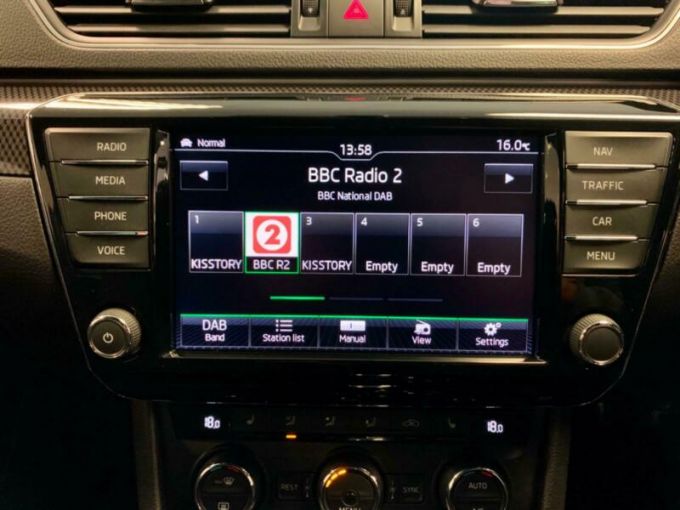 RADIO
MEDIA
PHONE
VOICE
Normal
13:58
16.0°C
BBC Radio 2
BBC National DAB
1
2
3
4
5
6
KISSTORY
BBC R2
KISSTORY
Empty
Empty
Empty
DAB
Band
Station list
Manual
View
Settings
NAV
TRAFFIC
CAR
MENU
18.0
18.0
REST
MENU
SYNC
AUTO